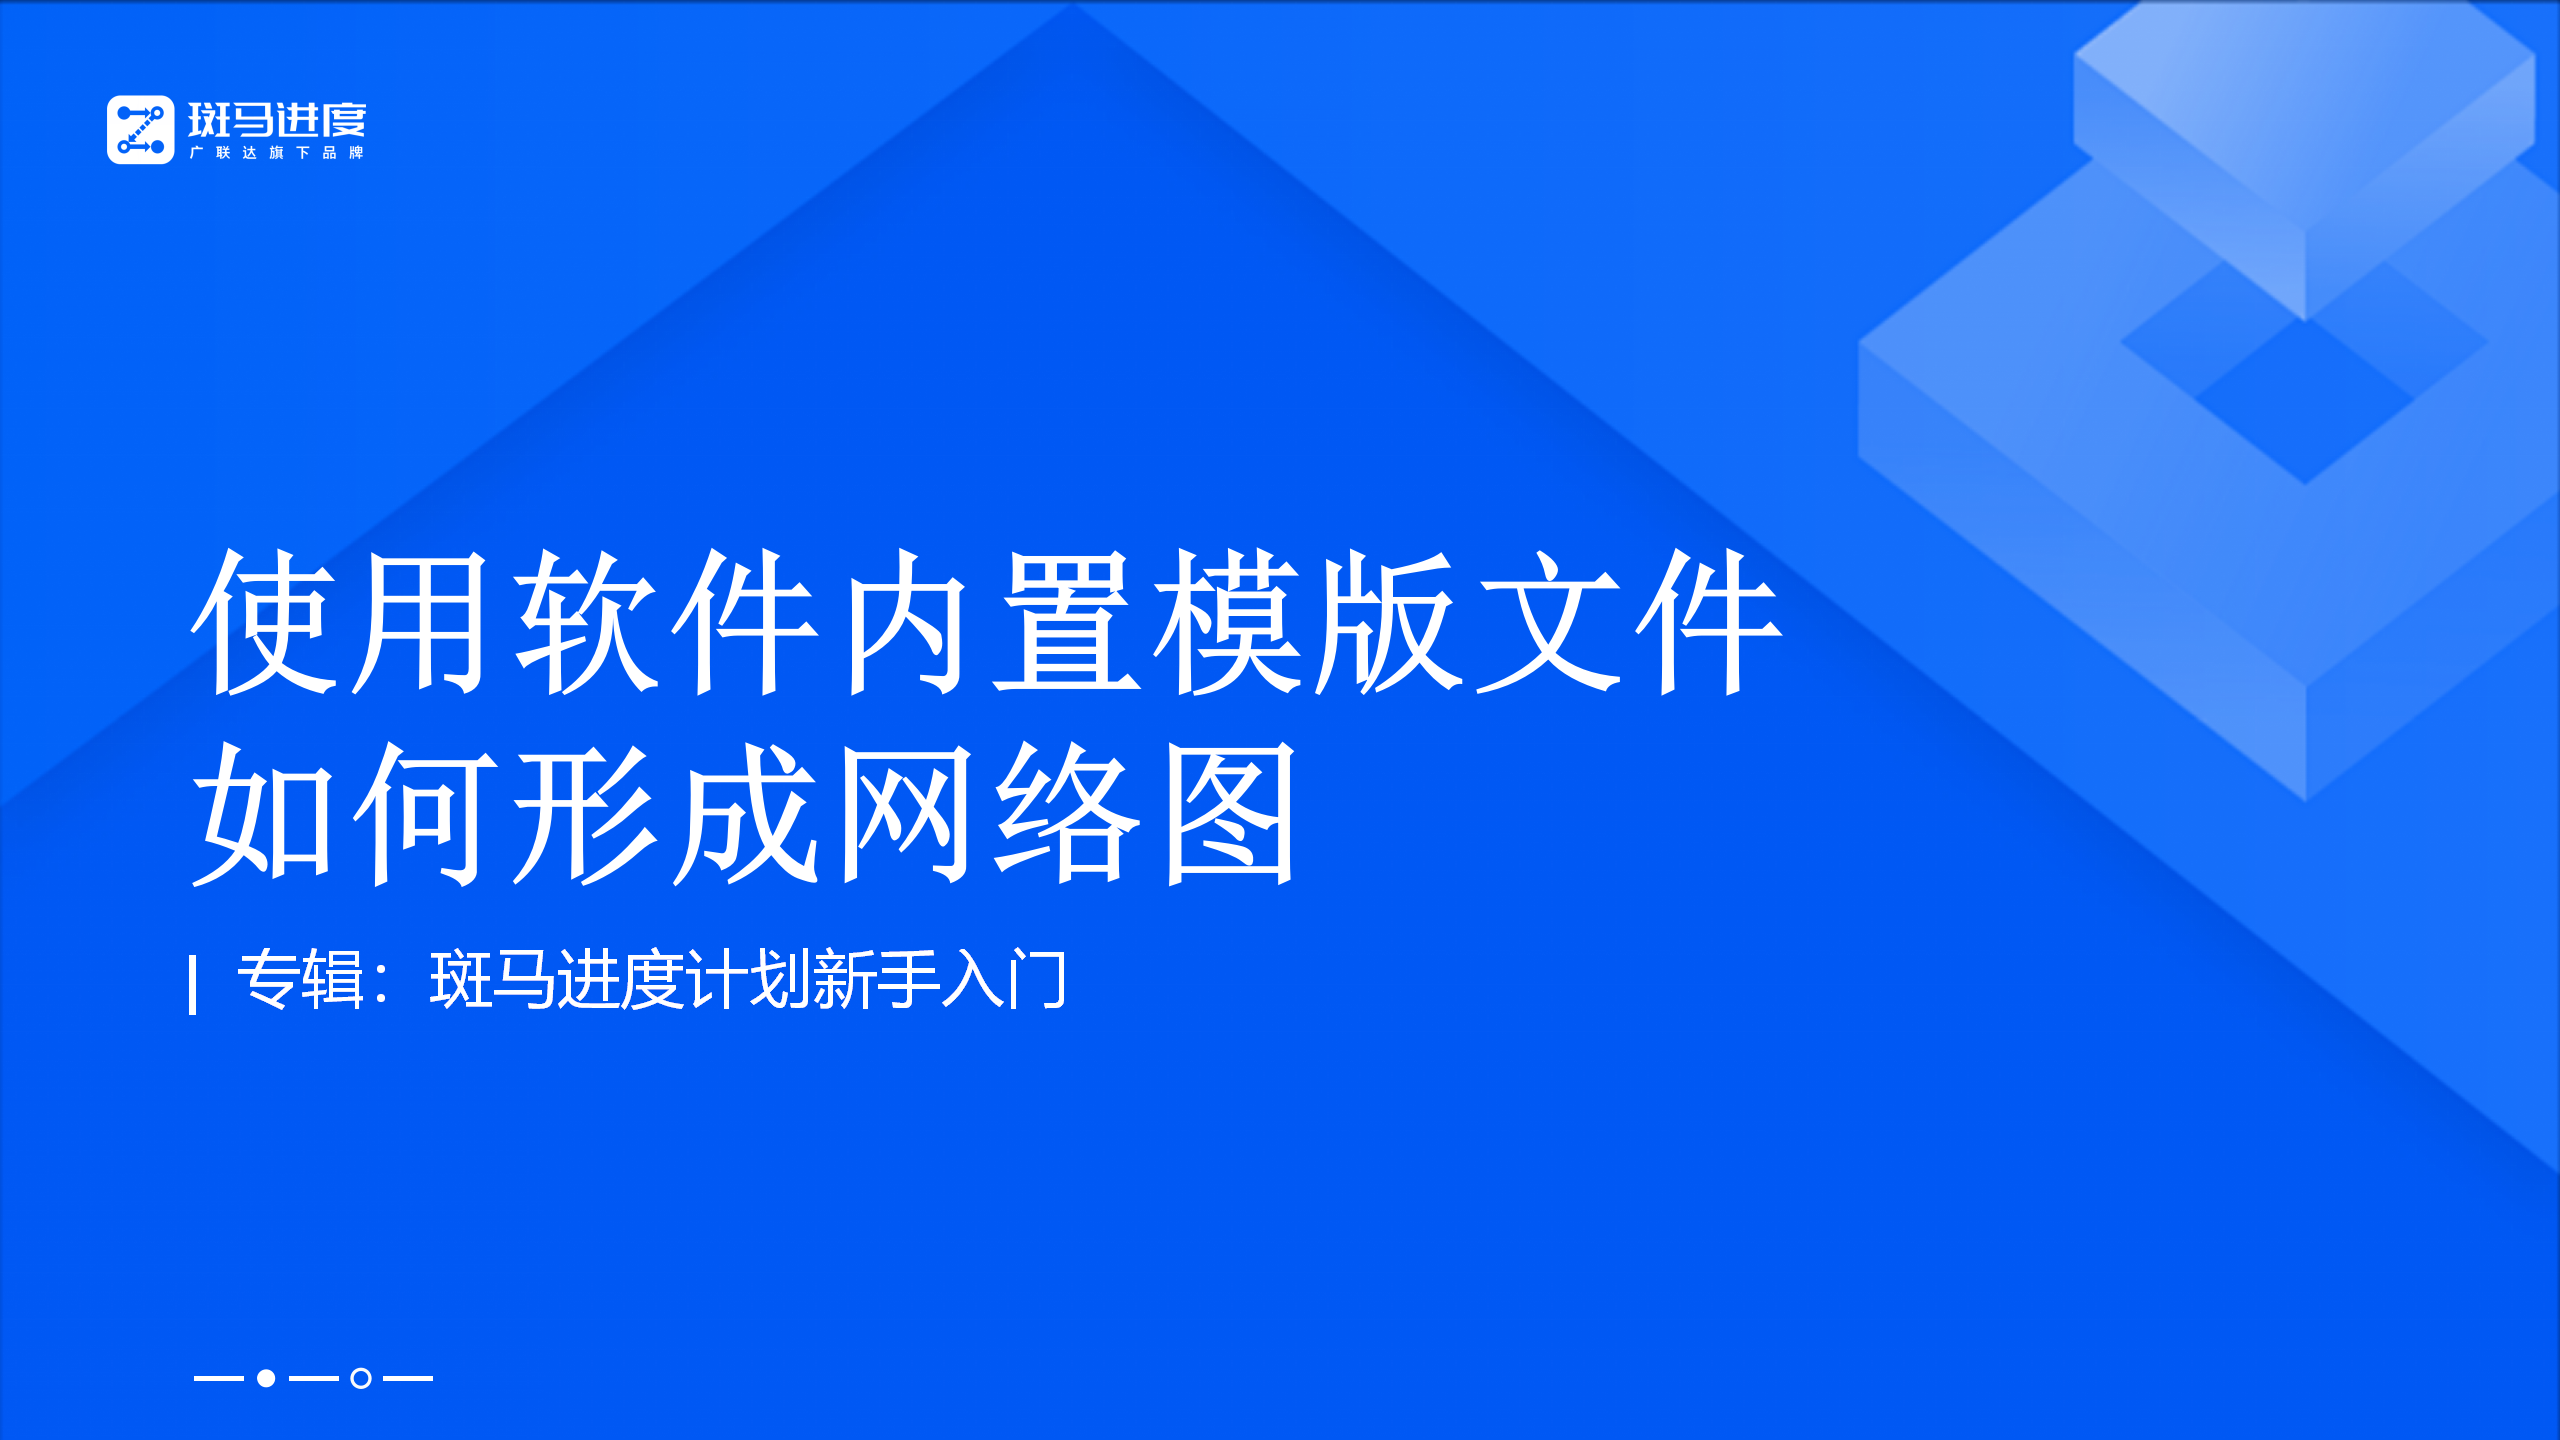 斑马进度
广联达旗下品牌
使用软件内置模版文件
如何形成网络图
专辑：斑马进度计划新手入门